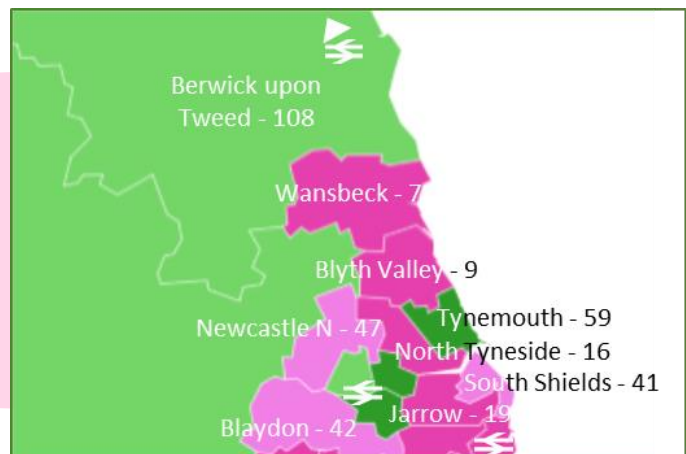 Berwick upon
Tweed - 108
Wansbeck - 7
Blyth Valley - 9
Tynemouth - 59
Newcastle N - 47
North Tyneside - 16
South Shields - 41
Jarrow - 19
Blaydon - 42